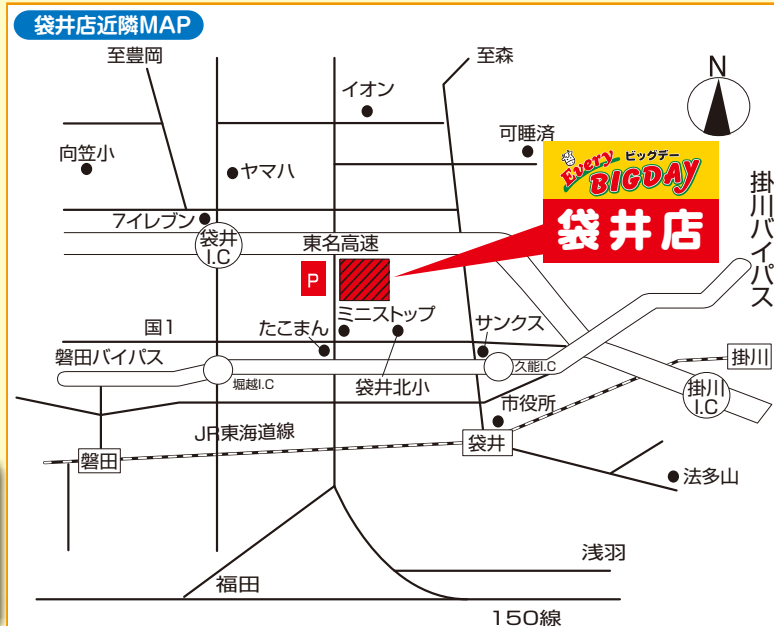 袋井店近隣MAP
至豊岡
至森
N
イオン
可睡済
向笠小
ヤマハ
Every ビッグデー
BIGDAY
袋井店
掛川バイパス
7イレブン
袋井
I.C
東名高速
P
国1
たこまん
ミニストップ
サンクス
磐田バイパス
堀越I.C
袋井北小
久能I.C
掛川
掛川
I.C
市役所
JR東海道線
袋井
磐田
法多山
浅羽
福田
150線